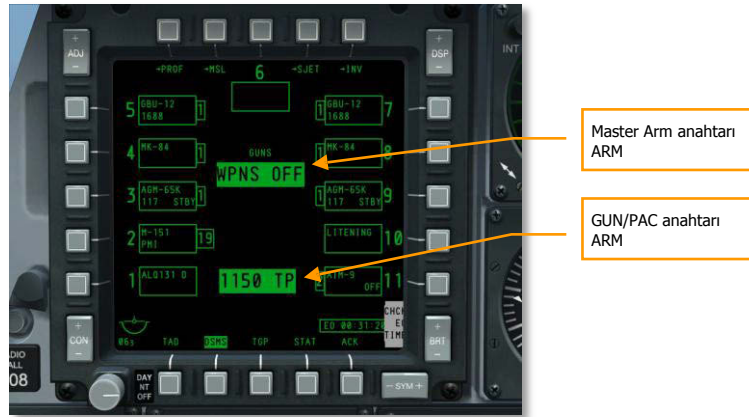 +
ADJ
-
+
DSP
-
INT
→PROF →MSL 6 →SJET →INV
5 GBU-12 1 1 GBU-12 7
1688 1688
4 MK-84 1 GUNS 1 MK-84 8
WPNS OFF
3 AGM-65K 1 1 AGM-65K 9
117 STBY 117 STBY
2 M-151 19 LITENING 10
PMI
1 1150 TP 2 AIM-9 11
OFF
06s TAD DSMS TGP STAT ACK
+
CON
-
+
BRT
-
DAY
NT
OFF
- SYM +
08
Master Arm anahtarı
ARM
GUN/PAC anahtarı
ARM